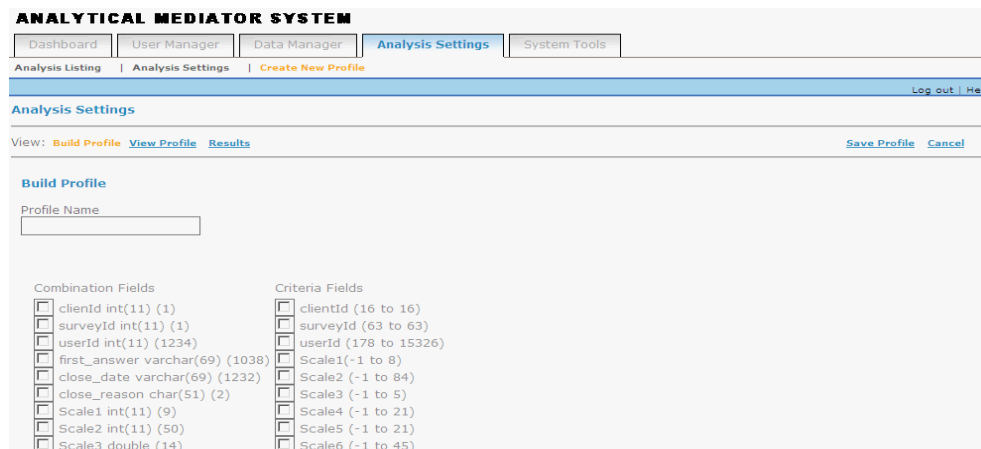 ANALYTICAL MEDIATOR SYSTEM
Dashboard User Manager Data Manager Analysis Settings System Tools
Analysis Listing | Analysis Settings | Create New Profile
Log out | He
Analysis Settings
View: Build Profile View Profile Results Save Profile Cancel
Build Profile
Profile Name
Combination Fields Criteria Fields
clienId int(11) (1) clientId (16 to 16)
surveyId int(11) (1) surveyId (63 to 63)
userId int(11) (1234) userId (178 to 15326)
first_answer varchar(69) (1038) Scale1(-1 to 8)
close_date varchar(69) (1232) Scale2 (-1 to 84)
close_reason char(51) (2) Scale3 (-1 to 5)
Scale1 int(11) (9) Scale4 (-1 to 21)
Scale2 int(11) (50) Scale5 (-1 to 21)
Scale3 double (14) Scale6 (-1 to 45)